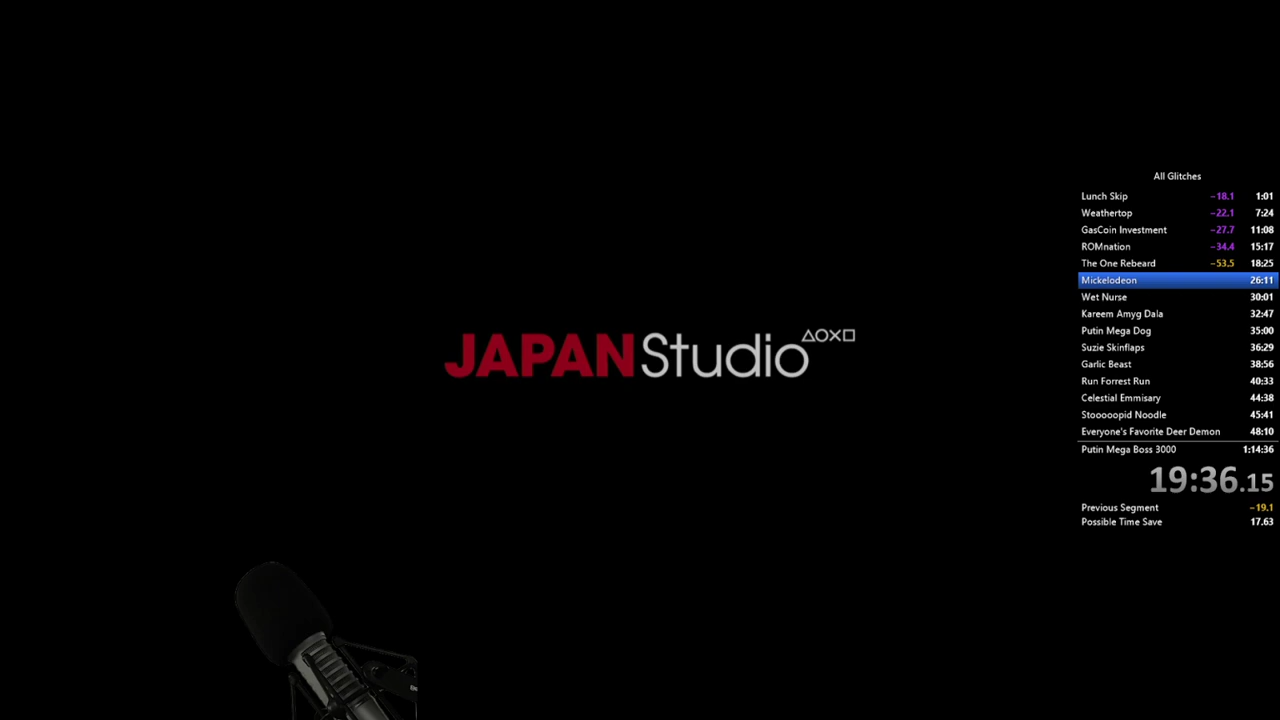 JAPAN Studio △○×□
All Glitches
Lunch Skip −18.1 1:01
Weathertop −22.1 7:24
GasCoin Investment −27.7 11:08
ROMnation −34.4 15:17
The One Rebeard −53.5 18:25
Mickelodeon 26:11
Wet Nurse 30:01
Kareem Amyg Dala 32:47
Putin Mega Dog 35:00
Suzie Skinflaps 36:29
Garlic Beast 38:56
Run Forrest Run 40:33
Celestial Emmisary 44:38
Stooooopid Noodle 45:41
Everyone's Favorite Deer Demon 48:10
Putin Mega Boss 3000 1:14:36
19:36.15
Previous Segment −19.1
Possible Time Save 17.63